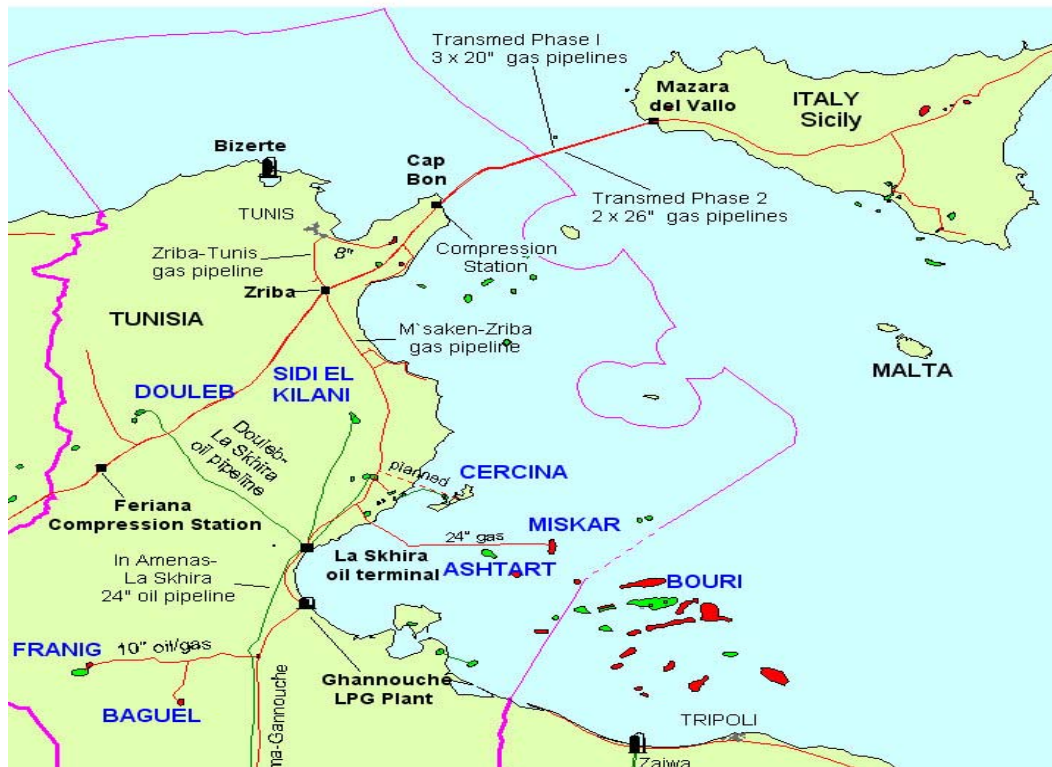 Transmed Phase I
3 x 20" gas pipelines
Mazara
del Vallo
ITALY
Sicily
Bizerte
Cap
Bon
TUNIS
Transmed Phase 2
2 x 26" gas pipelines
8"
Compression
Station
Zriba-Tunis
gas pipeline
Zriba
TUNISIA
M`saken-Zriba
gas pipeline
MALTA
DOULEB
SIDI EL
KILANI
Douleb-
La Skhira
oil pipeline
planned
CERCINA
Feriana
Compression Station
MISKAR
24" gas
La Skhira
oil terminal
ASHTART
BOURI
In Amenas-
La Skhira
24" oil pipeline
FRANIG
10" oil/gas
Ghannouche
LPG Plant
BAGUEL
ma-Gannouche
TRIPOLI
Zaiwa